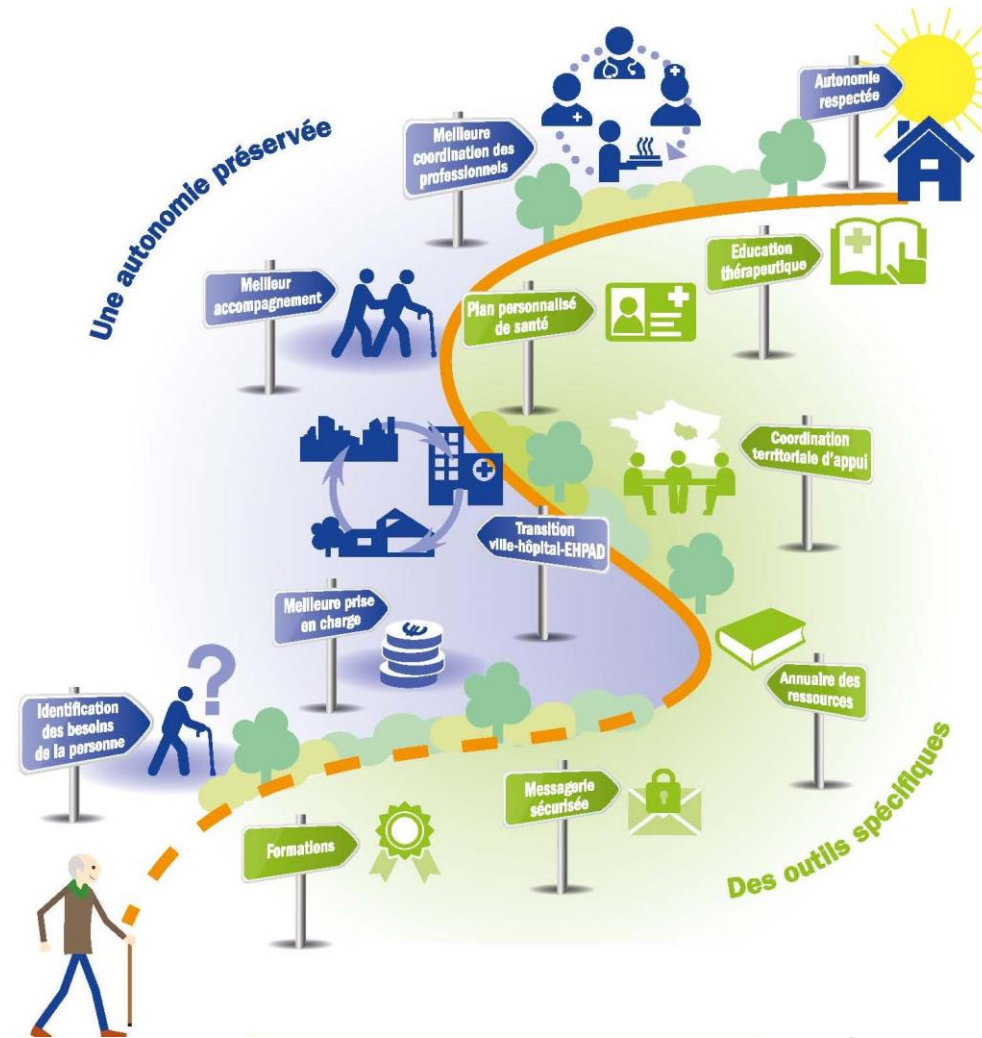 Autonomie
respectée
Meilleure
coordination des
professionnels
Une autonomie préservée
Education
thérapeutique
Meilleur
accompagnement
Plan personnalisé
de santé
Coordination
territoriale d'appui
Transition
ville-hôpital-EHPAD
Meilleure prise
en charge
Annuaire des
ressources
Identification
des besoins
de la personne
?
Messagerie
sécurisée
Formations
Des outils spécifiques